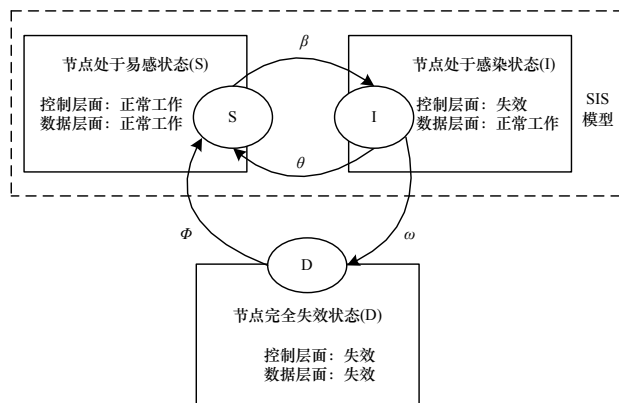 β
节点处于易感状态(S)
节点处于感染状态(I)
控制层面：正常工作
数据层面：正常工作
S
I
控制层面：失效
数据层面：正常工作
SIS
模型
θ
Φ
ω
D
节点完全失效状态(D)
控制层面：失效
数据层面：失效